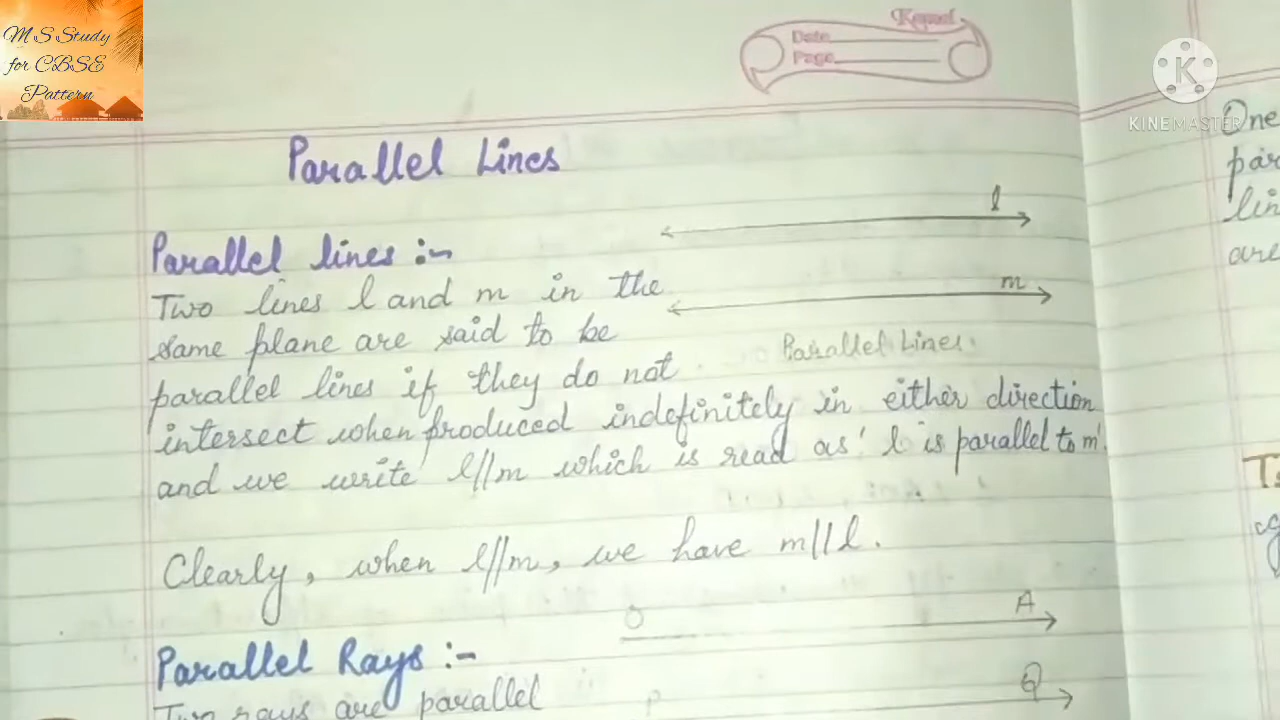 M S Study
for CBSE
Pattern
Date
Page
KINEMASTER
Parallel Lines
l
Parallel lines :-
m
Two lines l and m in the
same plane are said to be
Parallel Lines.
parallel lines if they do not
intersect when produced indefinitely in either direction
and we write l//m which is read as 'l is parallel to m'.
Clearly, when l//m, we have m//l.
O A
Parallel Rays :-
P Q
Two rays are parallel
One
are